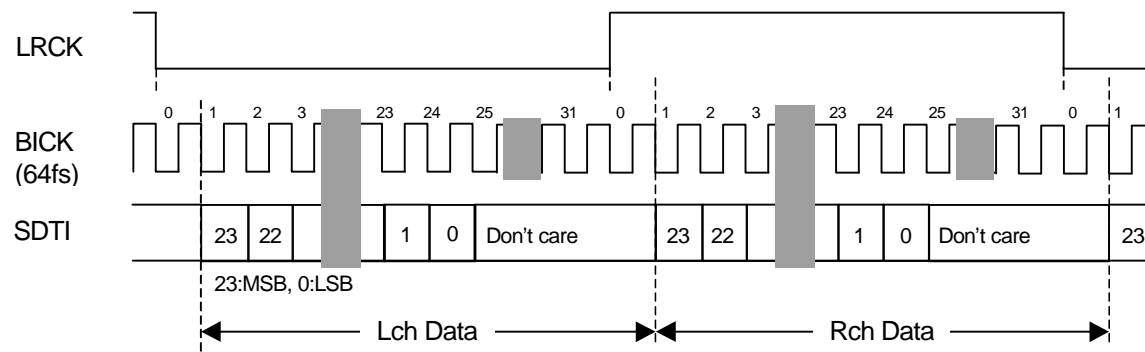 LRCK
0 1 2 3 23 24 25 31 0 1 2 3 23 24 25 31 0 1
BICK
(64fs)
SDTI
23 22 1 0 Don't care 23 22 1 0 Don't care 23
23:MSB, 0:LSB
Lch Data Rch Data